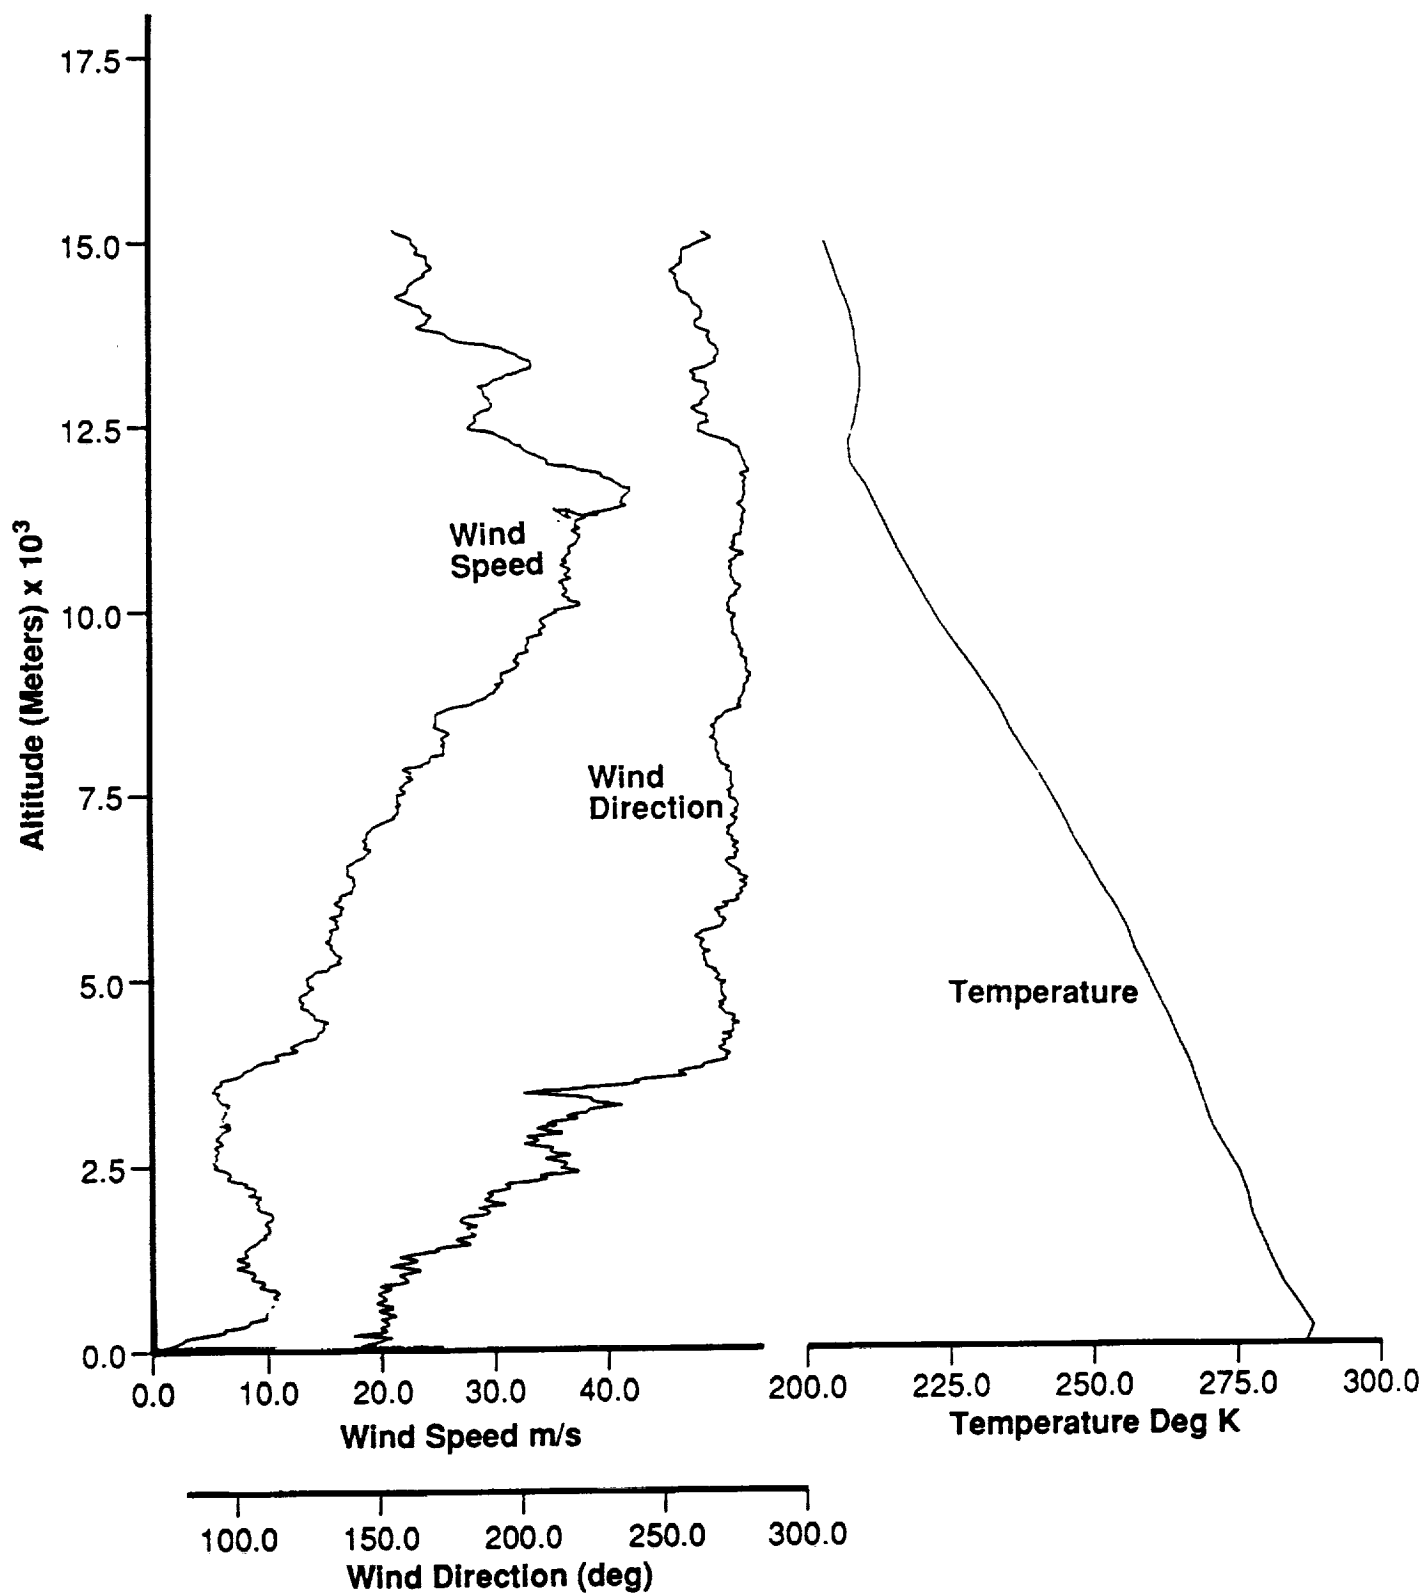 17.5
15.0
12.5
10.0
7.5
5.0
2.5
0.0
Altitude (Meters) x 10³
Wind
Speed
Wind
Direction
Temperature
0.0 10.0 20.0 30.0 40.0
Wind Speed m/s
200.0 225.0 250.0 275.0 300.0
Temperature Deg K
100.0 150.0 200.0 250.0 300.0
Wind Direction (deg)